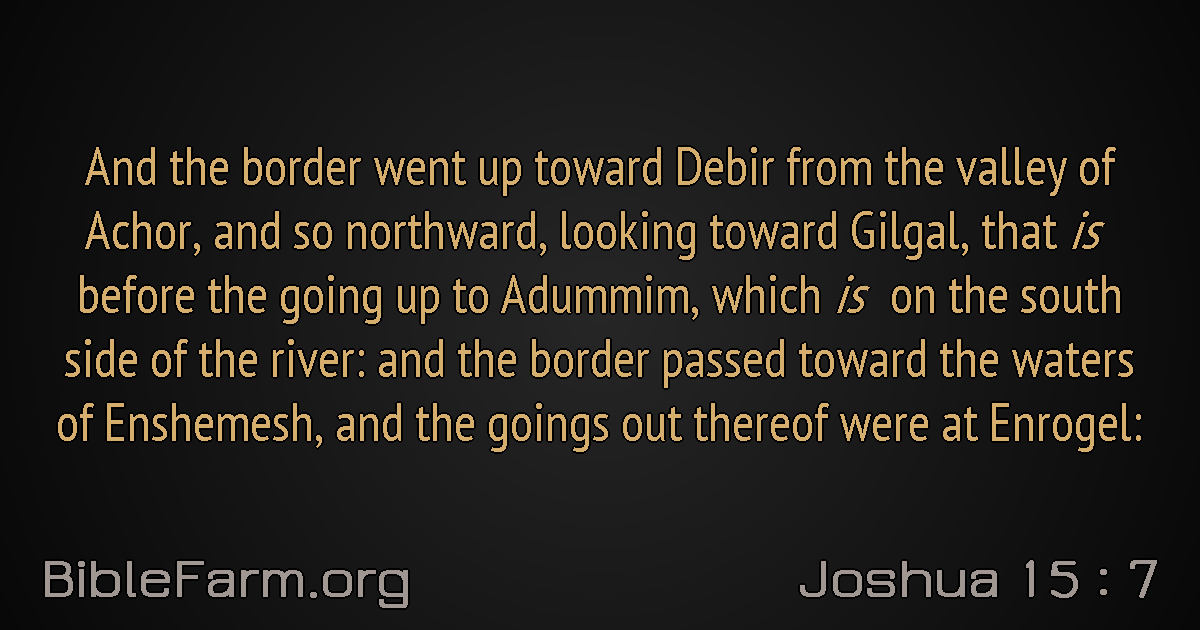 And the border went up toward Debir from the valley of
Achor, and so northward, looking toward Gilgal, that is
before the going up to Adummim, which is on the south
side of the river: and the border passed toward the waters
of Enshemesh, and the goings out thereof were at Enrogel:
BibleFarm.org
Joshua 15 : 7